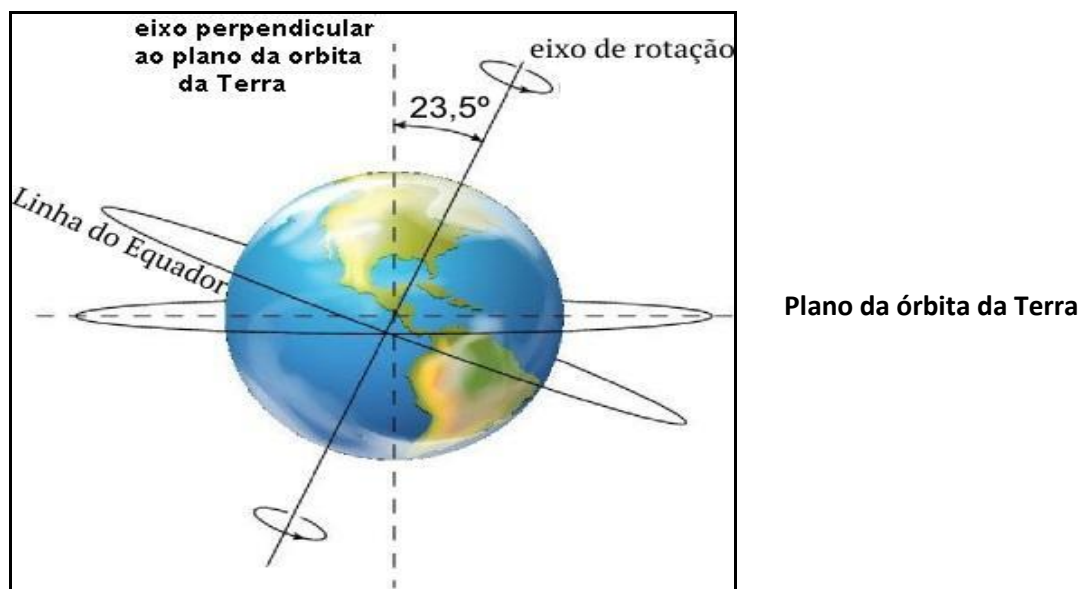 eixo perpendicular
ao plano da orbita
da Terra
eixo de rotação
23,5º
Linha do Equador
Plano da órbita da Terra